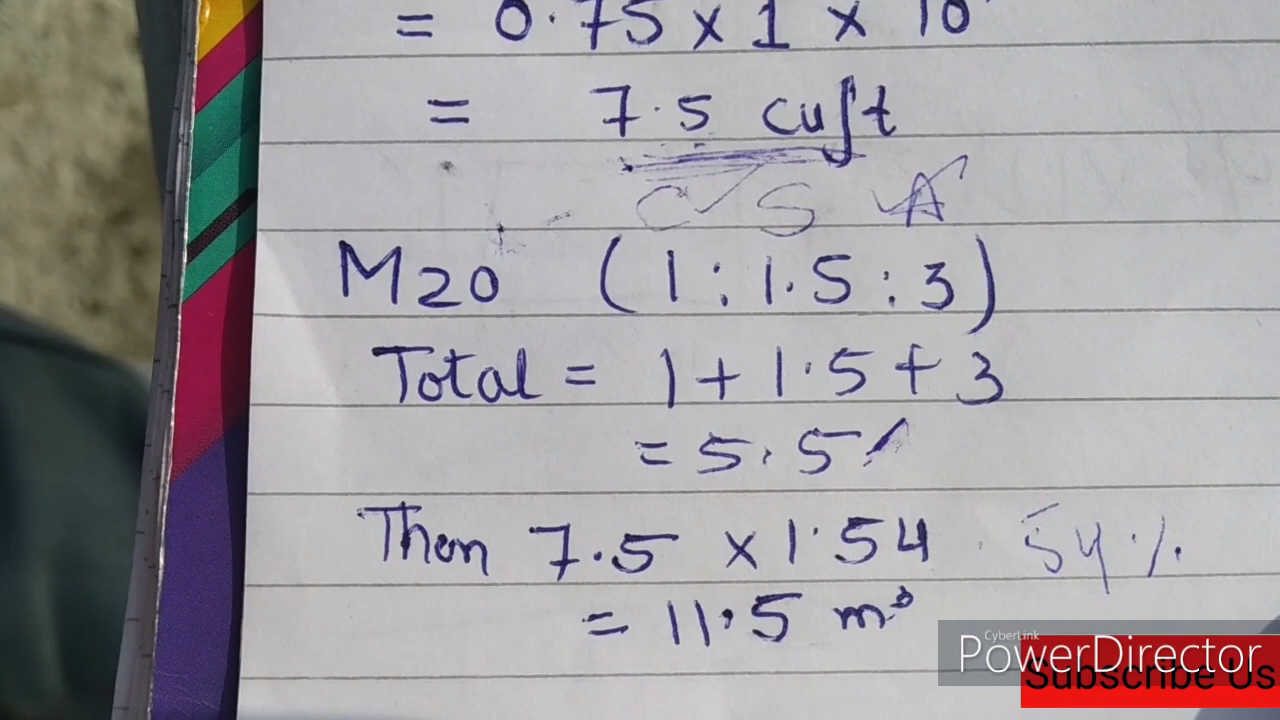 = 0.75 x 1 x 10
= 7.5 cuft
C S A
M20 (1:1.5:3)
Total = 1+1.5+3
= 5.5
Then 7.5 x 1.54 54%
= 11.5 m³
CyberLink
PowerDirector
Subscribe Us